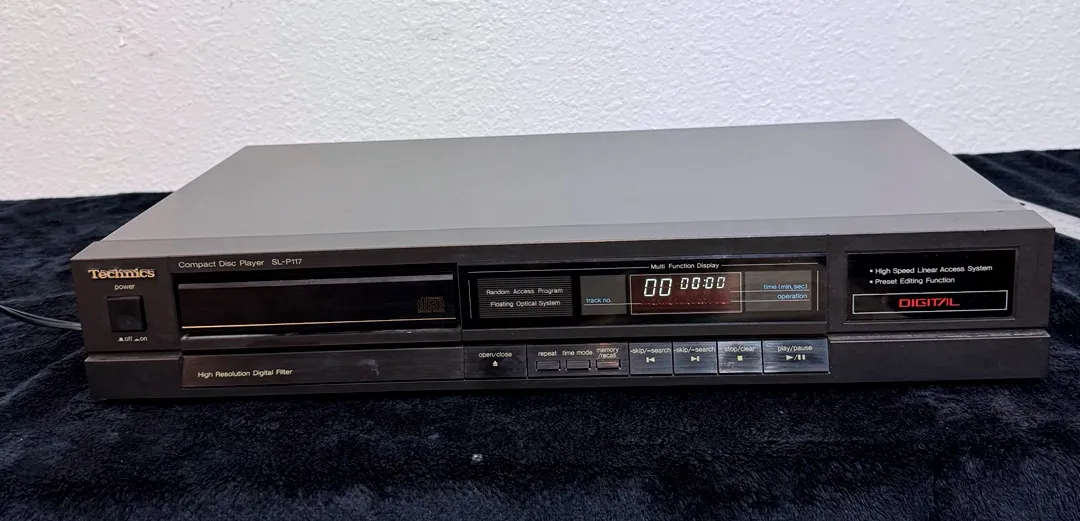 Technics
Compact Disc Player SL-P117
power
off on
High Resolution Digital Filter
Multi Function Display
Random Access Program
Floating Optical System
track no.
00 00:00
time (min, sec)
operation
open/close
repeat
time mode
memory
/recall
-skip/-search
-skip/-search
stop/clear
play/pause
• High Speed Linear Access System
• Preset Editing Function
DIGITAL